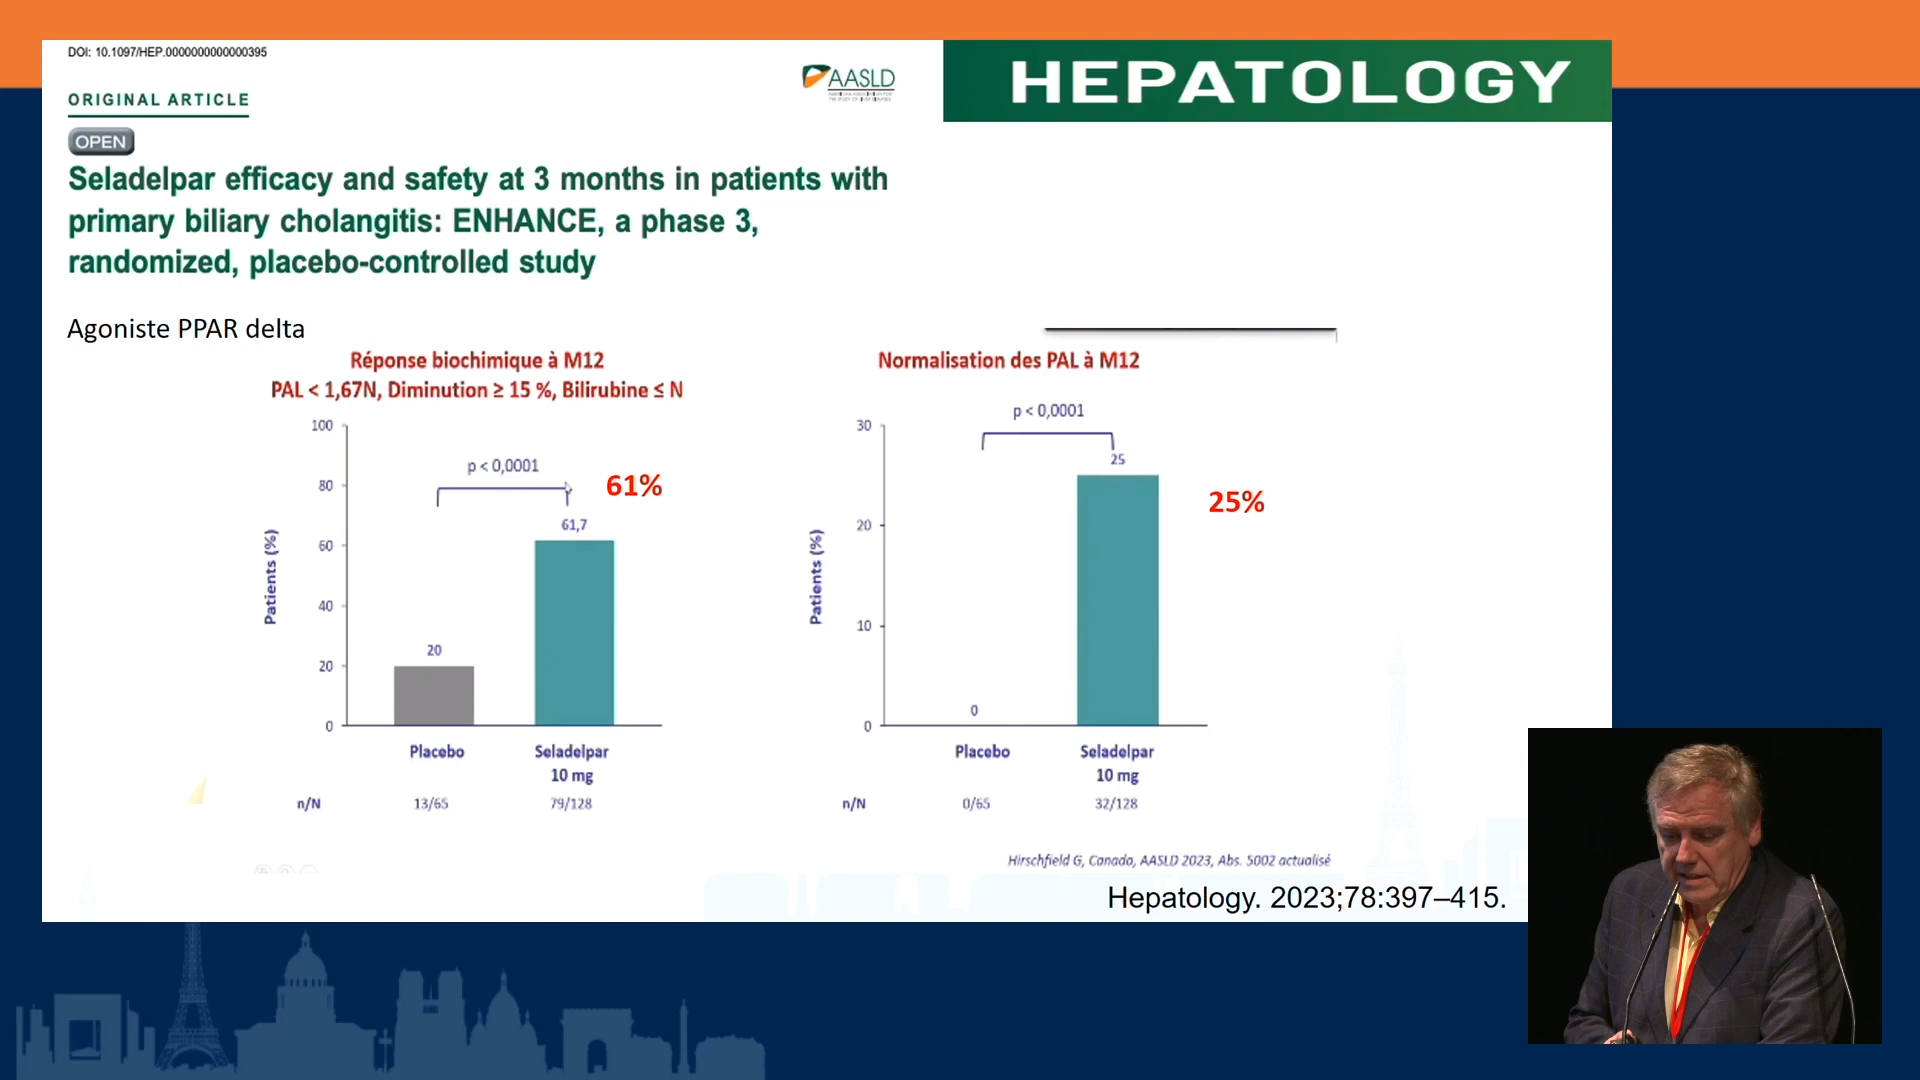 DOI: 10.1097/HEP.0000000000000395
AASLD
HEPATOLOGY
ORIGINAL ARTICLE
OPEN
Seladelpar efficacy and safety at 3 months in patients with
primary biliary cholangitis: ENHANCE, a phase 3,
randomized, placebo-controlled study
Agoniste PPAR delta
Réponse biochimique à M12
PAL < 1,67N, Diminution ≥ 15 %, Bilirubine ≤ N
100
80
60
40
20
0
Patients (%)
p < 0,0001
61%
61,7
20
Placebo
Seladelpar
10 mg
n/N
13/65
79/128
Normalisation des PAL à M12
30
20
10
0
Patients (%)
p < 0,0001
25
25%
0
Placebo
Seladelpar
10 mg
n/N
0/65
32/128
Hirschfield G, Canada, AASLD 2023, Abs. 5002 actualisé
Hepatology. 2023;78:397–415.